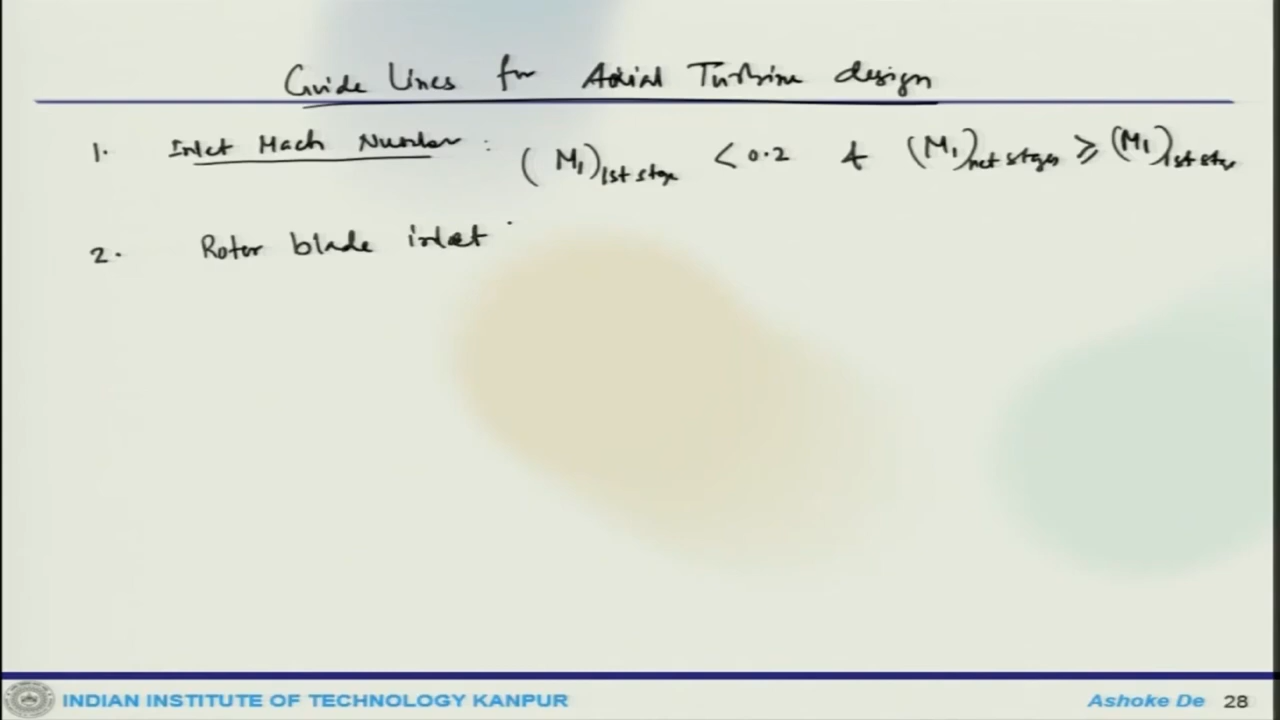 Guide lines for Axial Turbine design
1. Inlet Mach Number : (M₁)1st stage < 0.2 & (M₁)next stages ⩾ (M₁)1st sta
2. Rotor blade inlet
INDIAN INSTITUTE OF TECHNOLOGY KANPUR
Ashoke De 28